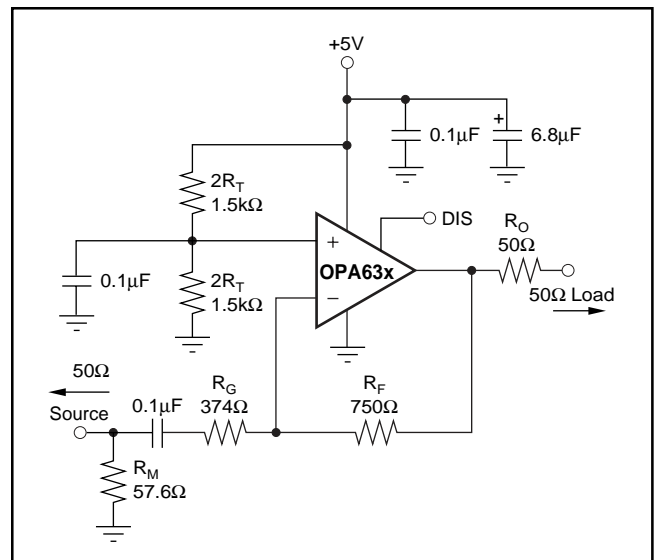 +5V
0.1µF
6.8µF
+
2R_T
1.5kΩ
+
DIS
OPA63x
R_O
50Ω
0.1µF
2R_T
1.5kΩ
−
50Ω Load
50Ω
Source
0.1µF
R_G
374Ω
R_F
750Ω
R_M
57.6Ω